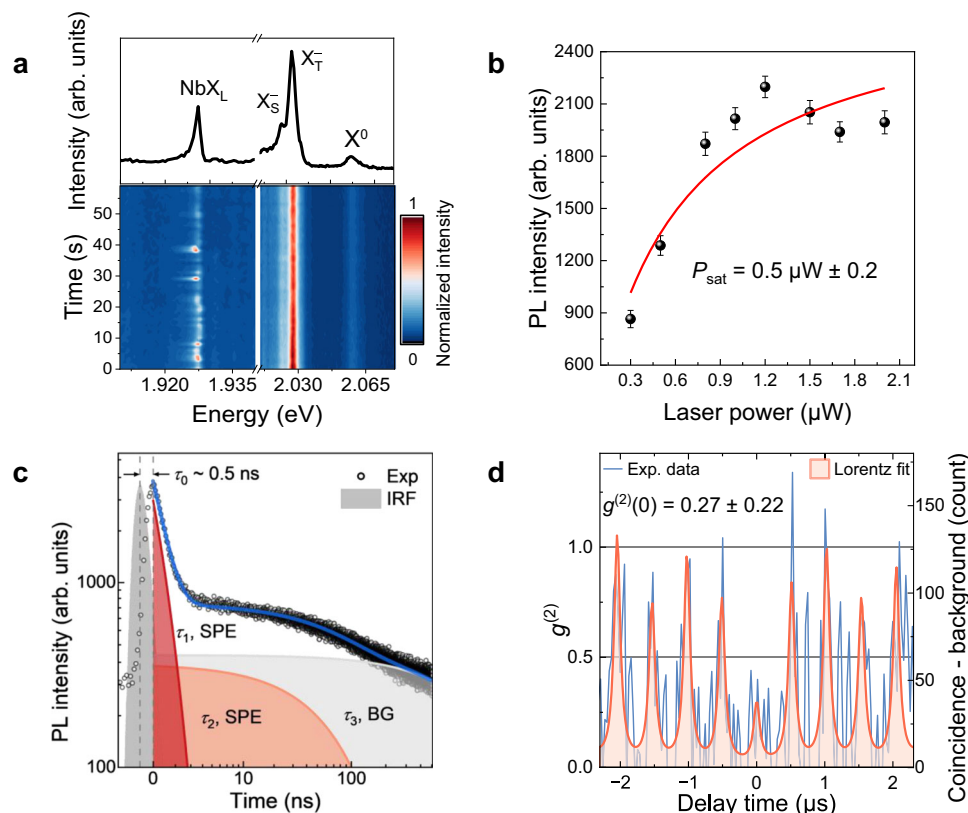 a
Intensity (arb. units)
NbX_L
X_S^-
X_T^-
X^0
Time (s)
50
40
30
20
10
0
1
Normalized intensity
0
1.920 1.935 2.030 2.065
Energy (eV)
b
PL intensity (arb. units)
2400
2100
1800
1500
1200
900
600
P_sat = 0.5 µW ± 0.2
0.3 0.6 0.9 1.2 1.5 1.8 2.1
Laser power (µW)
c
PL intensity (arb. units)
τ_0 ~ 0.5 ns
Exp
IRF
1000
τ_1, SPE
τ_2, SPE
τ_3, BG
100
0 10 100
Time (ns)
d
Exp. data
Lorentz fit
g^(2)(0) = 0.27 ± 0.22
g^(2)
1.0
0.5
0.0
150
100
50
0
Coincidence - background (count)
−2 −1 0 1 2
Delay time (µs)